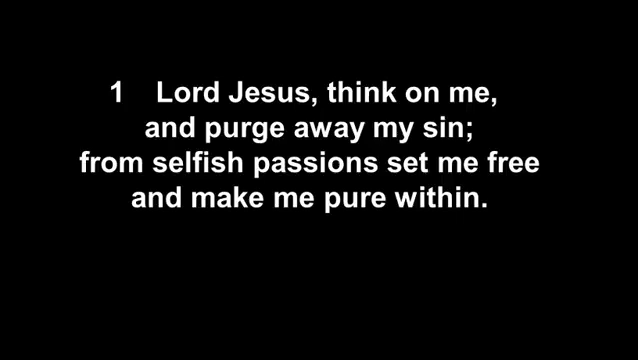 1 Lord Jesus, think on me,
and purge away my sin;
from selfish passions set me free
and make me pure within.